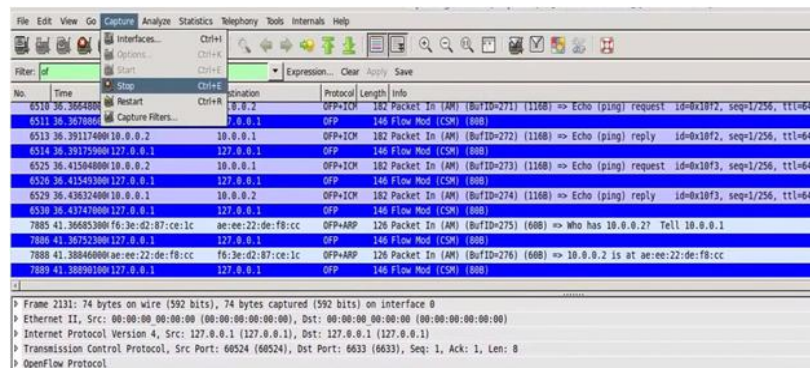 File Edit View Go Capture Analyze Statistics Telephony Tools Internals Help
Interfaces... Ctrl+I
Options... Ctrl+K
Start Ctrl+E
Stop Ctrl+E
Restart Ctrl+R
Capture Filters...
Filter: of Expression... Clear Apply Save
No. Time stination Protocol Length Info
6510 36.3664800 .0.0.2 OFP+ICM 182 Packet In (AM) (BufID=271) (116B) => Echo (ping) request id=0x10f2, seq=1/256, ttl=64
6511 36.3670860 27.0.0.1 OFP 146 Flow Mod (CSM) (80B)
6513 36.39117400(10.0.0.2 10.0.0.1 OFP+ICM 182 Packet In (AM) (BufID=272) (116B) => Echo (ping) reply id=0x10f2, seq=1/256, ttl=64
6514 36.39175900(127.0.0.1 127.0.0.1 OFP 146 Flow Mod (CSM) (80B)
6525 36.41504800(10.0.0.2 10.0.0.1 OFP+ICM 182 Packet In (AM) (BufID=273) (116B) => Echo (ping) request id=0x10f3, seq=1/256, ttl=64
6526 36.41549300(127.0.0.1 127.0.0.1 OFP 146 Flow Mod (CSM) (80B)
6529 36.43632400(10.0.0.1 10.0.0.2 OFP+ICM 182 Packet In (AM) (BufID=274) (116B) => Echo (ping) reply id=0x10f3, seq=1/256, ttl=64
6530 36.43747000(127.0.0.1 127.0.0.1 OFP 146 Flow Mod (CSM) (80B)
7885 41.36685300(f6:3e:d2:87:ce:1c ae:ee:22:de:f8:cc OFP+ARP 126 Packet In (AM) (BufID=275) (60B) => Who has 10.0.0.2? Tell 10.0.0.1
7886 41.36752300(127.0.0.1 127.0.0.1 OFP 146 Flow Mod (CSM) (80B)
7888 41.38846000(ae:ee:22:de:f8:cc f6:3e:d2:87:ce:1c OFP+ARP 126 Packet In (AM) (BufID=276) (60B) => 10.0.0.2 is at ae:ee:22:de:f8:cc
7889 41.38890100(127.0.0.1 127.0.0.1 OFP 146 Flow Mod (CSM) (80B)
Frame 2131: 74 bytes on wire (592 bits), 74 bytes captured (592 bits) on interface 0
Ethernet II, Src: 00:00:00_00:00:00 (00:00:00:00:00:00), Dst: 00:00:00_00:00:00 (00:00:00:00:00:00)
Internet Protocol Version 4, Src: 127.0.0.1 (127.0.0.1), Dst: 127.0.0.1 (127.0.0.1)
Transmission Control Protocol, Src Port: 60524 (60524), Dst Port: 6633 (6633), Seq: 1, Ack: 1, Len: 8
OpenFlow Protocol